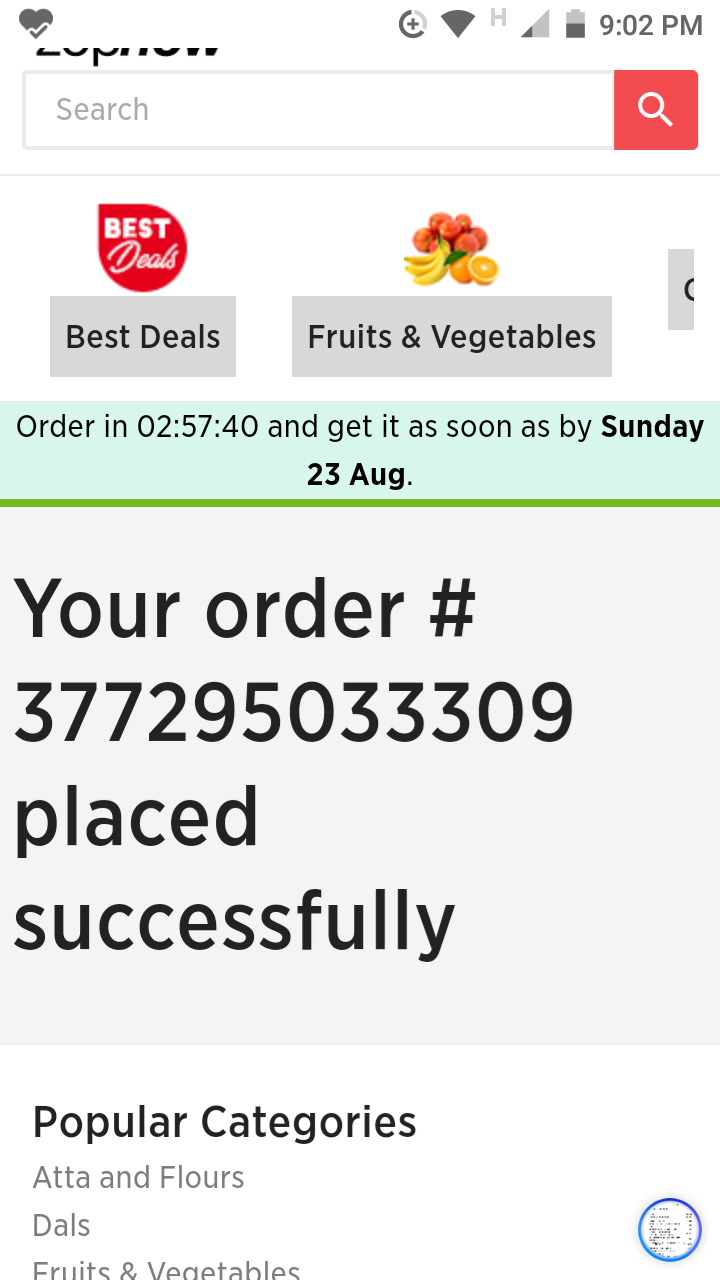 H 9:02 PM
zopnow
Search
BEST
Deals
Best Deals
Fruits & Vegetables
Order in 02:57:40 and get it as soon as by Sunday
23 Aug.
Your order #
377295033309
placed
successfully
Popular Categories
Atta and Flours
Dals
Fruits & Vegetables